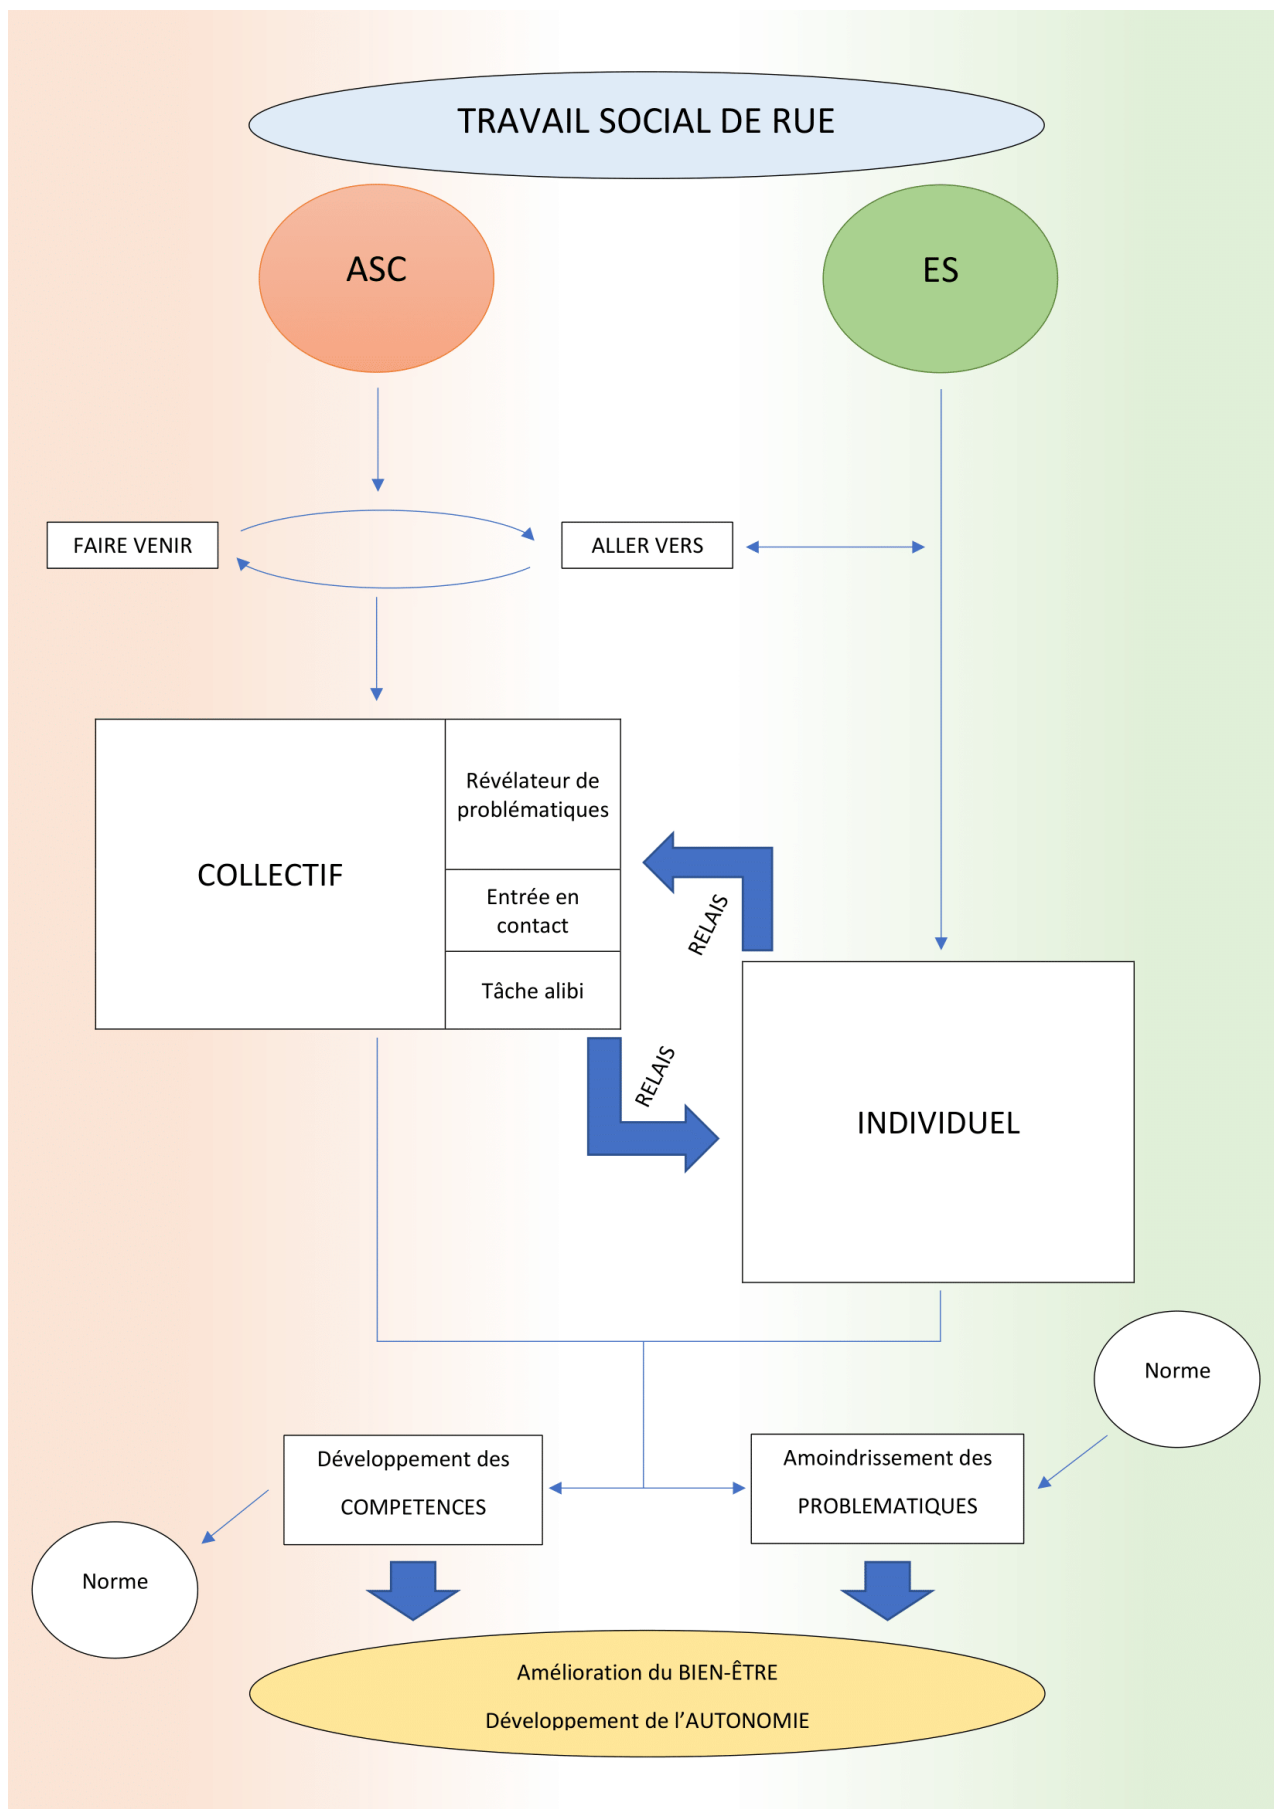 TRAVAIL SOCIAL DE RUE
ASC
ES
FAIRE VENIR
ALLER VERS
COLLECTIF
Révélateur de
problématiques
Entrée en
contact
Tâche alibi
RELAIS
RELAIS
INDIVIDUEL
Norme
Développement des
COMPETENCES
Amoindrissement des
PROBLEMATIQUES
Norme
Amélioration du BIEN-ÊTRE
Développement de l’AUTONOMIE